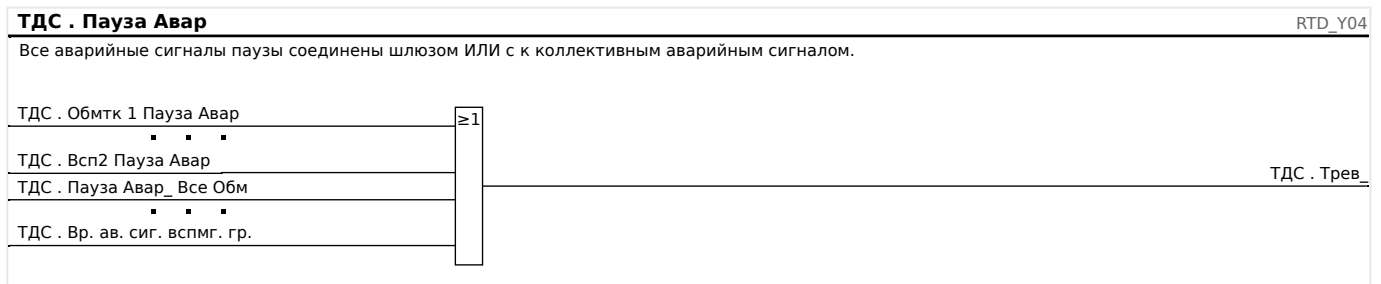 ТДС . Пауза Авар
RTD_Y04
Все аварийные сигналы паузы соединены шлюзом ИЛИ с к коллективным аварийным сигналом.
ТДС . Обмтк 1 Пауза Авар
≥1
ТДС . Всп2 Пауза Авар
ТДС . Трев_
ТДС . Пауза Авар_ Все Обм
ТДС . Вр. ав. сиг. вспмг. гр.